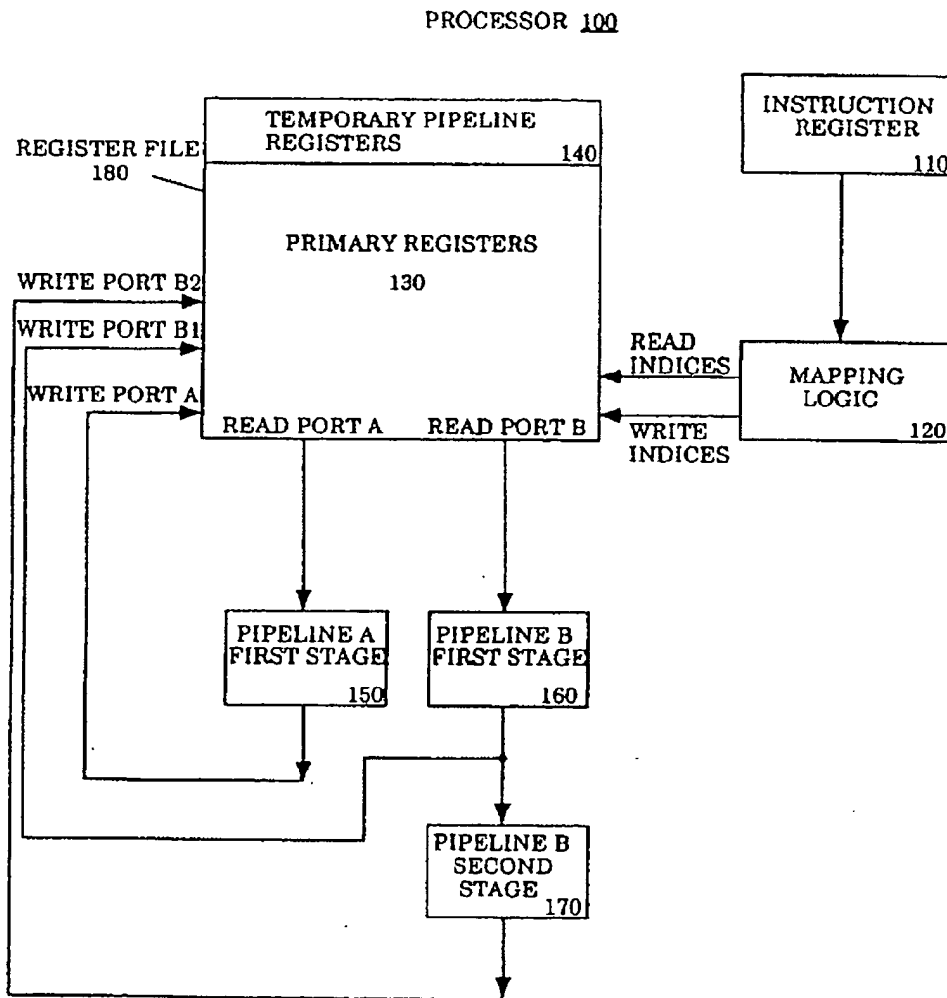 PROCESSOR 100
TEMPORARY PIPELINE
REGISTERS
140
INSTRUCTION
REGISTER
110
REGISTER FILE
180
PRIMARY REGISTERS
130
WRITE PORT B2
WRITE PORT B1
WRITE PORT A
READ
INDICES
MAPPING
LOGIC
120
WRITE
INDICES
READ PORT A
READ PORT B
PIPELINE A
FIRST STAGE
150
PIPELINE B
FIRST STAGE
160
PIPELINE B
SECOND
STAGE
170